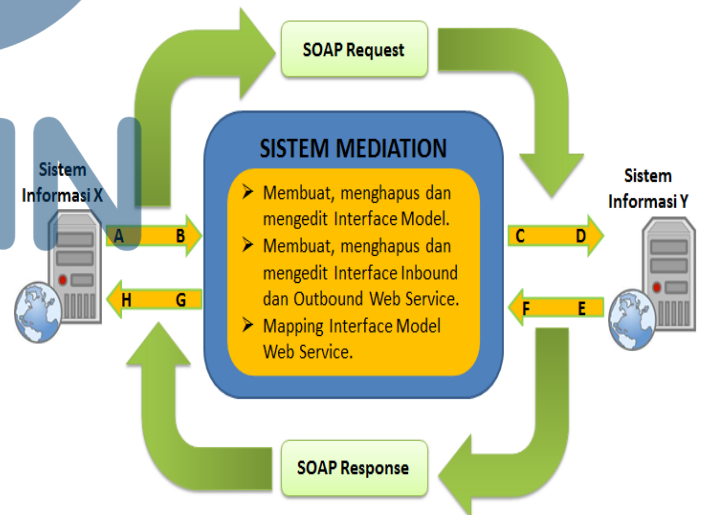 SOAP Request
IN
SISTEM MEDIATION
Sistem
Informasi X
Sistem
Informasi Y
➢ Membuat, menghapus dan
mengedit Interface Model.
➢ Membuat, menghapus dan
mengedit Interface Inbound
dan Outbound Web Service.
➢ Mapping Interface Model
Web Service.
A B
C D
H G
F E
SOAP Response